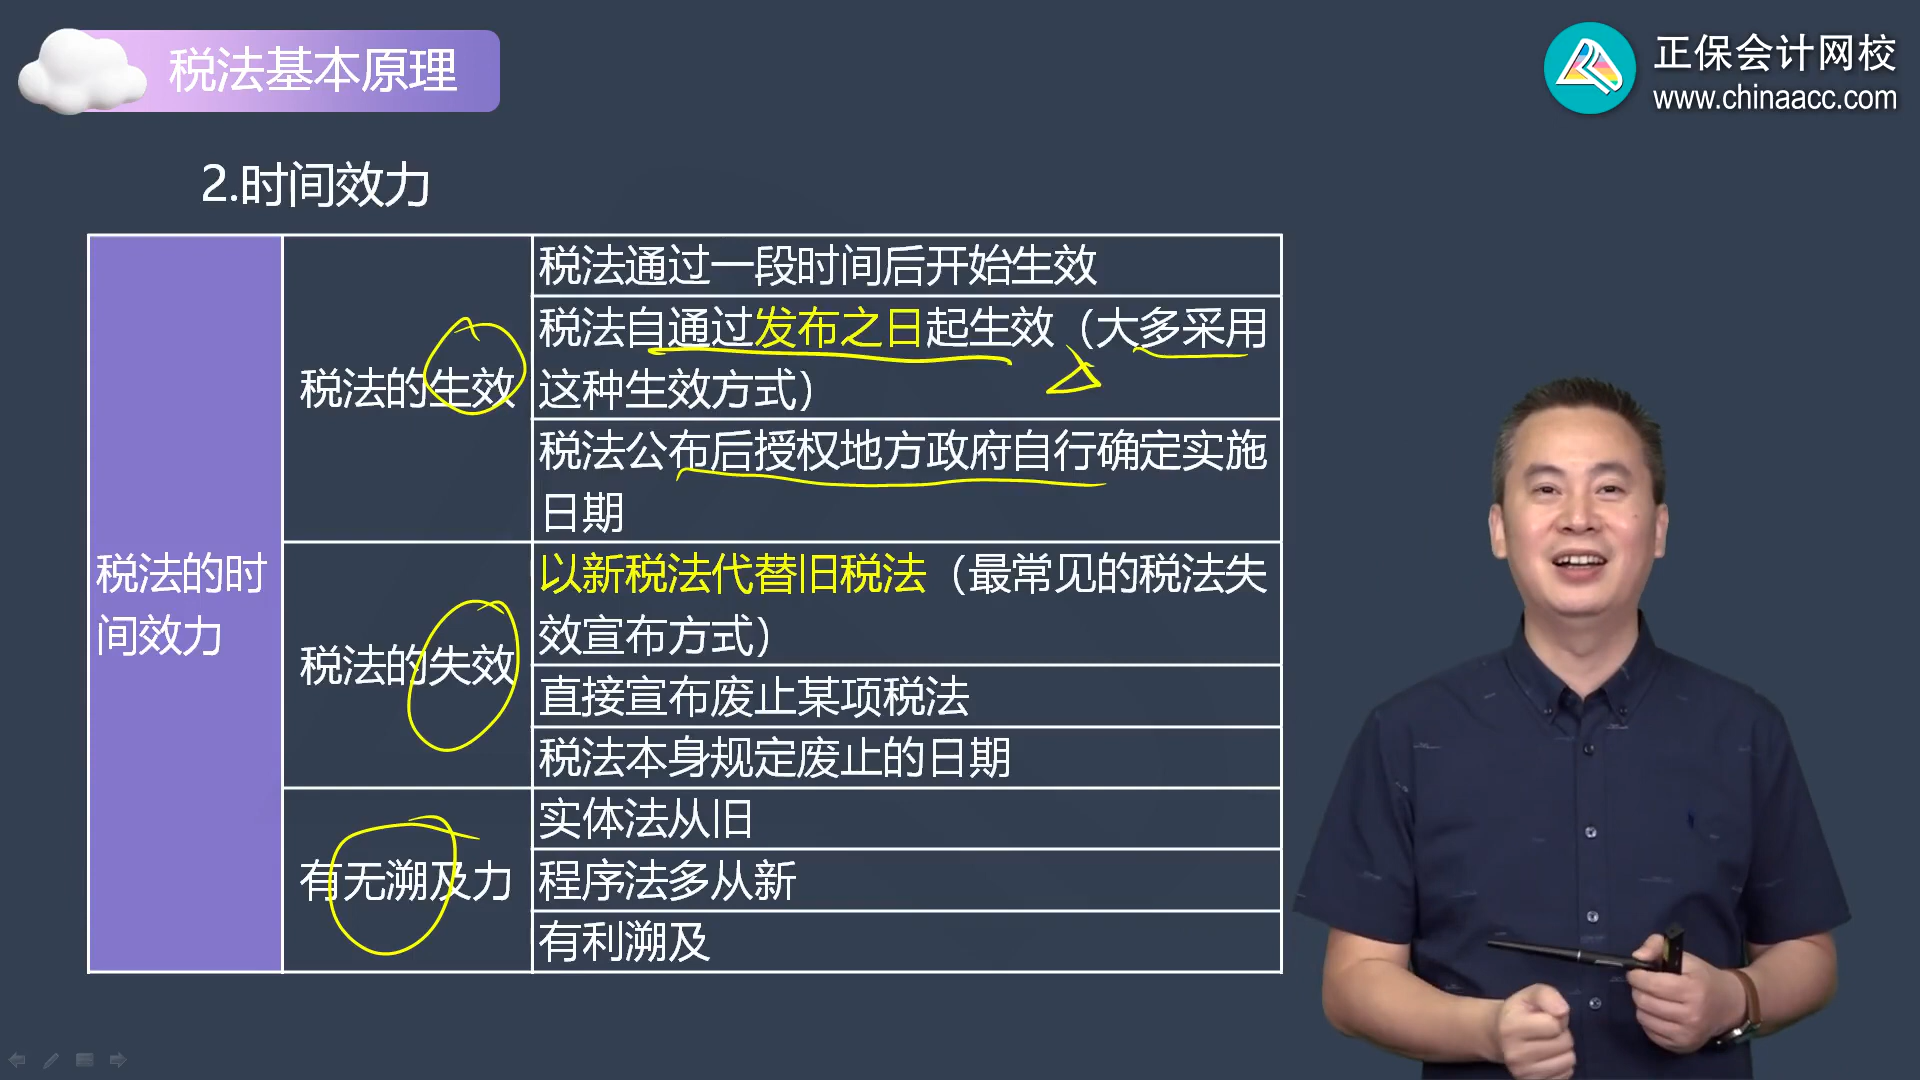 税法基本原理
正保会计网校
www.chinaacc.com
2.时间效力
税法的时
间效力
税法的生效
税法通过一段时间后开始生效
税法自通过发布之日起生效（大多采用
这种生效方式）
税法公布后授权地方政府自行确定实施
日期
税法的失效
以新税法代替旧税法（最常见的税法失
效宣布方式）
直接宣布废止某项税法
税法本身规定废止的日期
有无溯及力
实体法从旧
程序法多从新
有利溯及